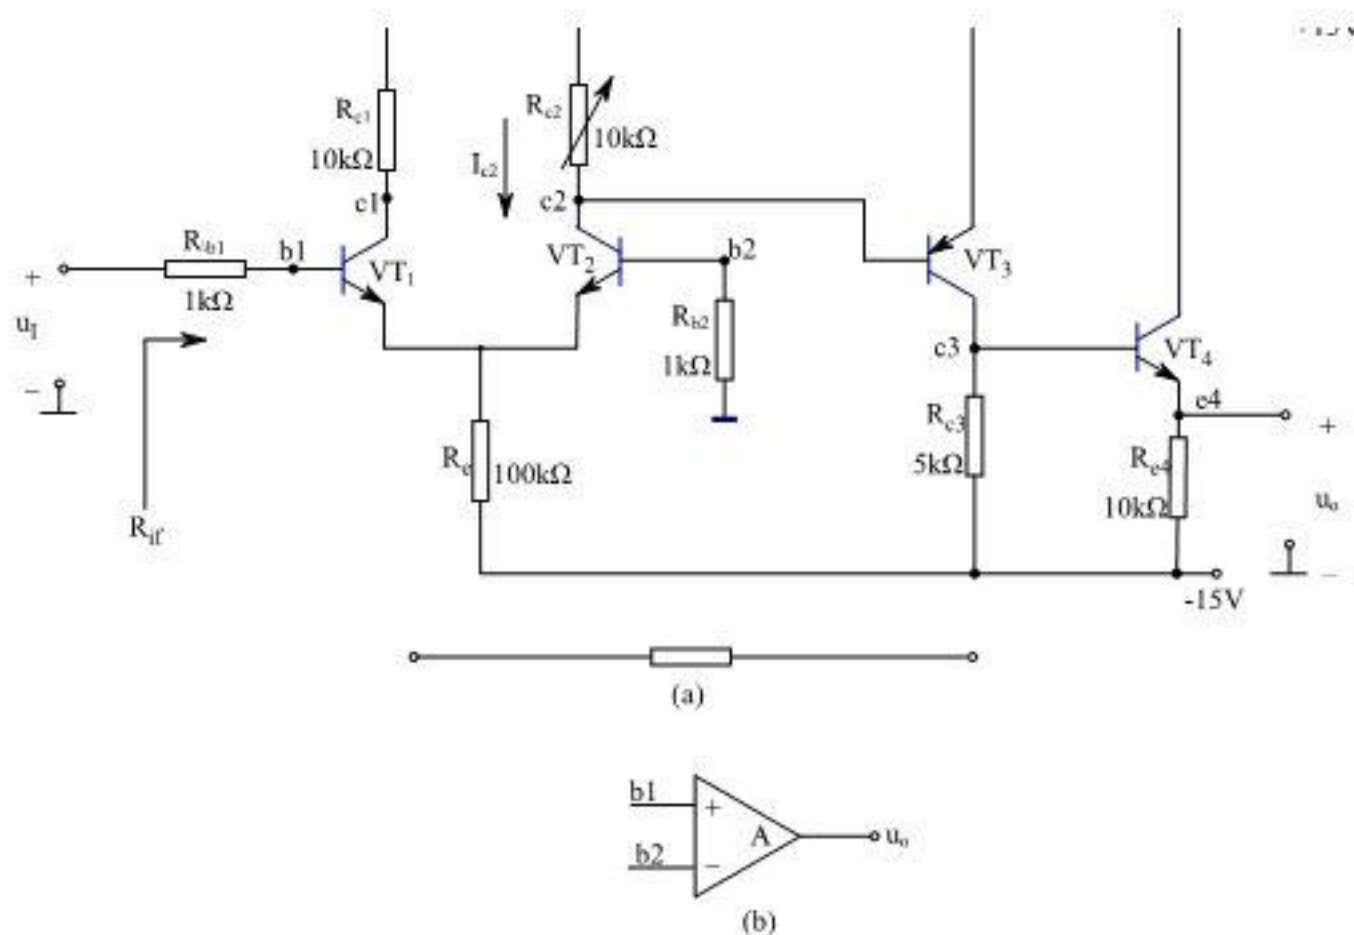 Rc1
10kΩ
c1
Ic2
Rc2
10kΩ
c2
+
uI
−
Rb1
1kΩ
b1
VT1
VT2
b2
Rb2
1kΩ
VT3
c3
VT4
e4
Rif
Re
100kΩ
Rc3
5kΩ
Re4
10kΩ
+
uo
−
-15V
(a)
b1
+
A
uo
b2
−
(b)